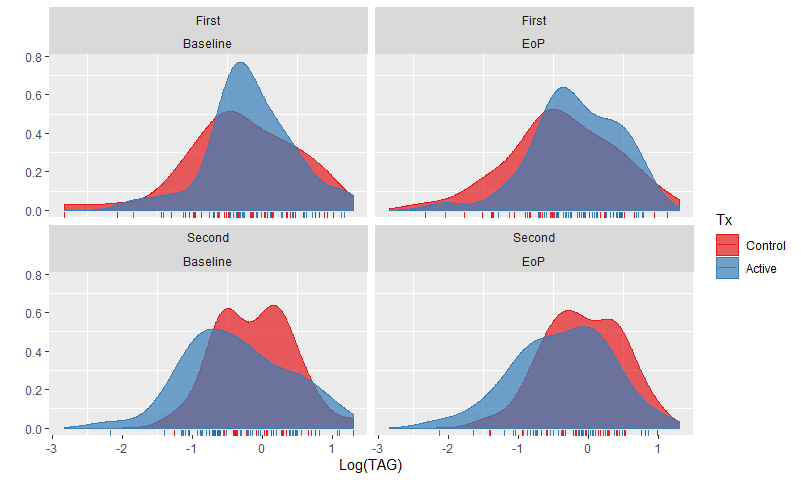 First
First
Baseline
EoP
0.8
0.6
0.4
0.2
0.0
Second
Second
Baseline
EoP
0.8
0.6
0.4
0.2
0.0
-3 -2 -1 0 1 -3 -2 -1 0 1
Log(TAG)
Tx
Control
Active